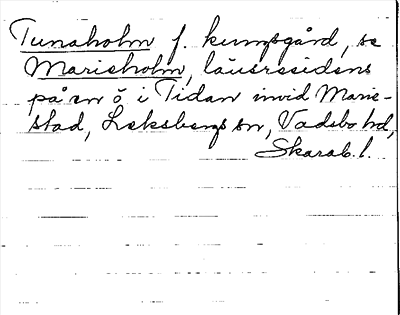 Tunaholm f. kungsgård, se
Marieholm, länsresidens
på en ö i Tidan invid Marie-
stad, Leksbergs sn, Vadsbo hd,
Skarab. l.